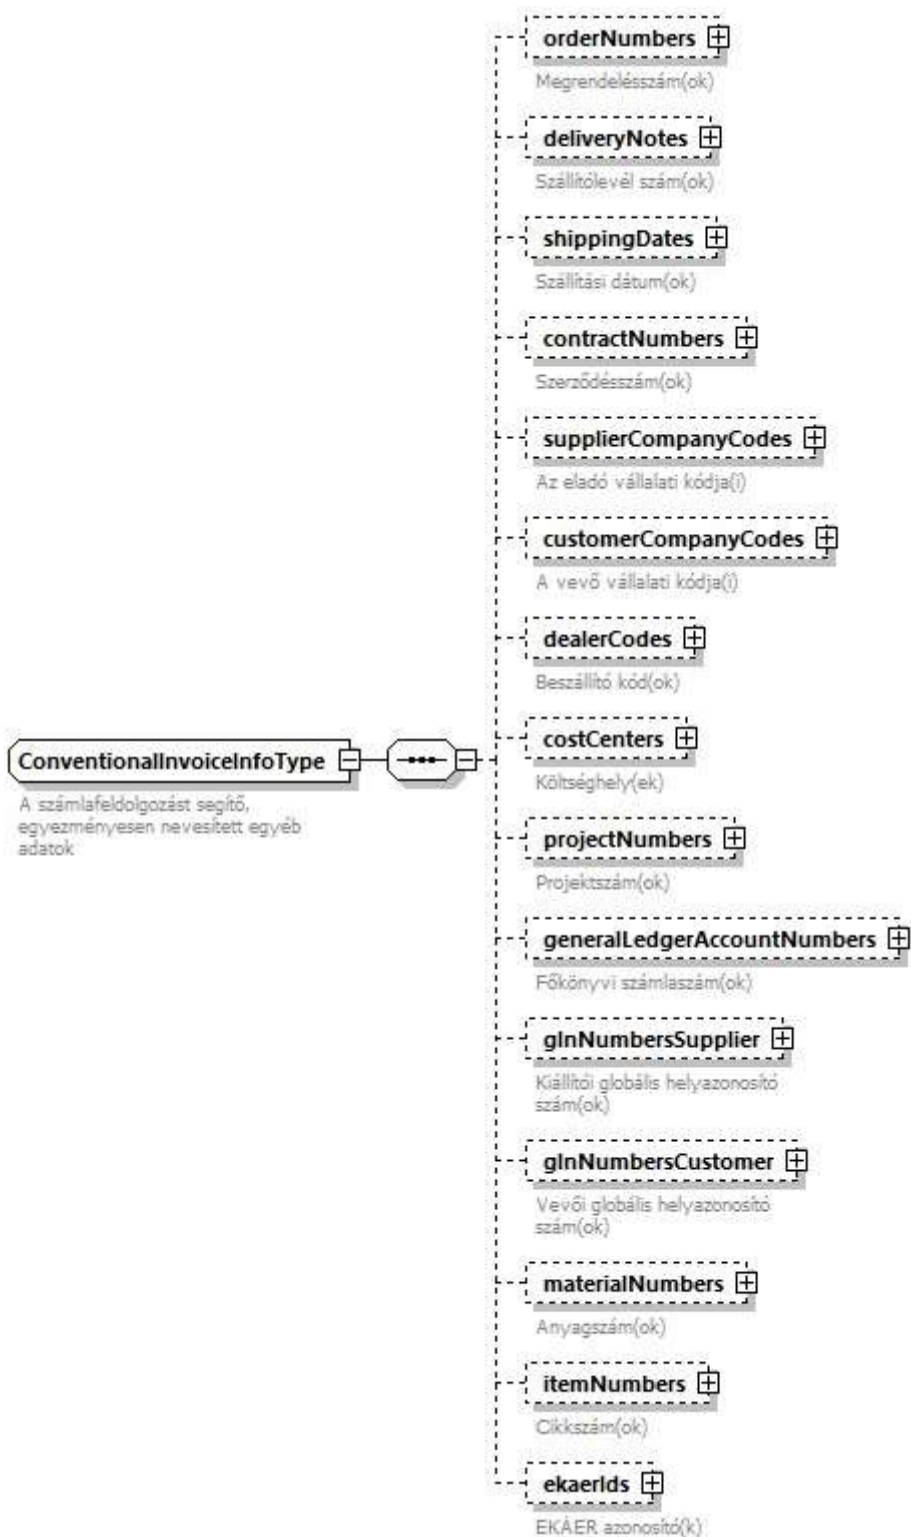 orderNumbers
Megrendelésszám(ok)
deliveryNotes
Szállítólevél szám(ok)
shippingDates
Szállítási dátum(ok)
contractNumbers
Szerződésszám(ok)
supplierCompanyCodes
Az eladó vállalati kódja(i)
customerCompanyCodes
A vevő vállalati kódja(i)
dealerCodes
Beszállító kód(ok)
costCenters
Költséghely(ek)
ConventionalInvoiceInfoType
A számlafeldolgozást segítő,
egyezményesen nevesített egyéb
adatok
projectNumbers
Projektszám(ok)
generalLedgerAccountNumbers
Főkönyvi számlaszám(ok)
glnNumbersSupplier
Kiállítói globális helyazonosító
szám(ok)
glnNumbersCustomer
Vevői globális helyazonosító
szám(ok)
materialNumbers
Anyagszám(ok)
itemNumbers
Cikkszám(ok)
ekaerIds
EKÁER azonosító(k)